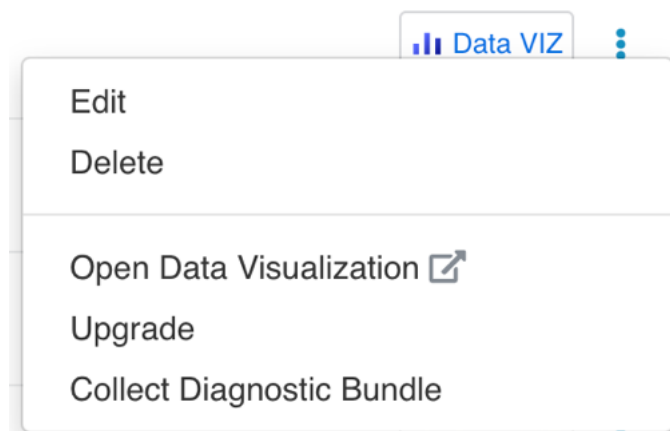 Data VIZ
Edit
Delete
Open Data Visualization
Upgrade
Collect Diagnostic Bundle